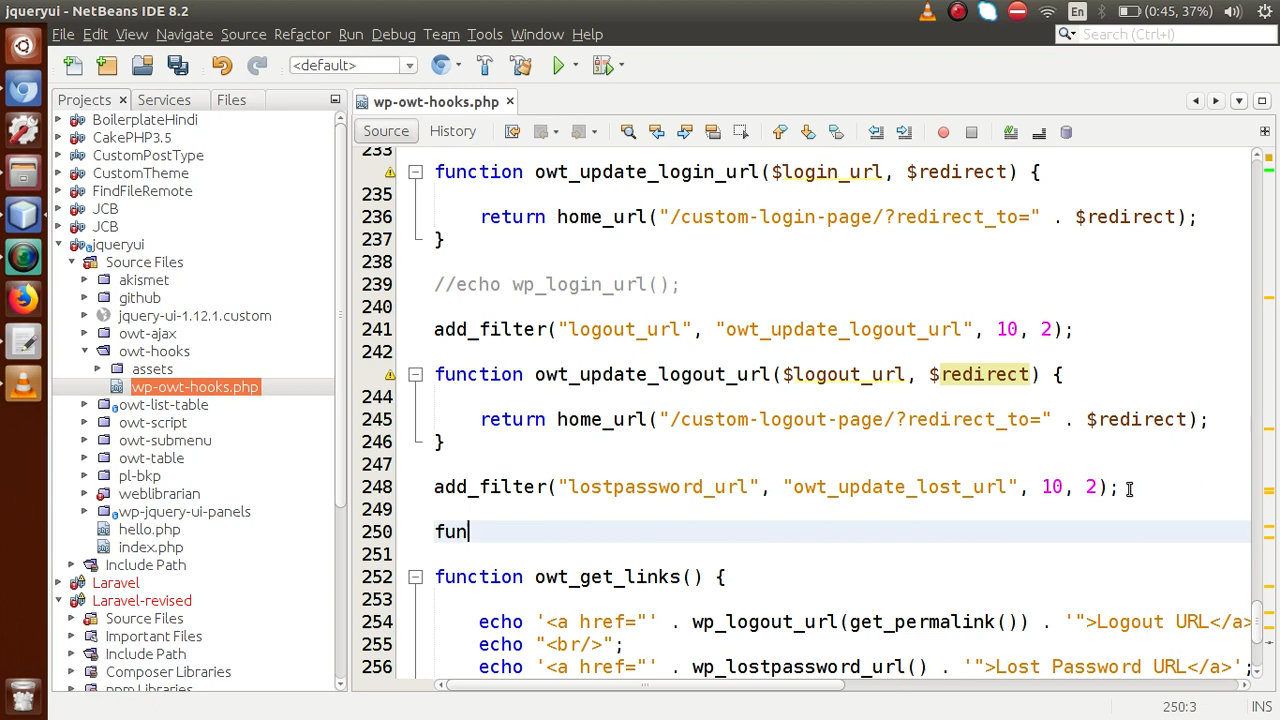 jqueryui - NetBeans IDE 8.2
En
(0:45, 37%)
File Edit View Navigate Source Refactor Run Debug Team Tools Window Help
Search (Ctrl+I)
<default>
Projects Services Files
wp-owt-hooks.php
Source History
BoilerplateHindi
CakePHP3.5
CustomPostType
CustomTheme
FindFileRemote
JCB
JCB
jqueryui
Source Files
akismet
github
jquery-ui-1.12.1.custom
owt-ajax
owt-hooks
assets
wp-owt-hooks.php
owt-list-table
owt-script
owt-submenu
owt-table
pl-bkp
weblibrarian
wp-jquery-ui-panels
hello.php
index.php
Include Path
Laravel
Laravel-revised
Source Files
Important Files
Include Path
Composer Libraries
npm Libraries
233
function owt_update_login_url($login_url, $redirect) {
235
236 return home_url("/custom-login-page/?redirect_to=" . $redirect);
237 }
238
239 //echo wp_login_url();
240
241 add_filter("logout_url", "owt_update_logout_url", 10, 2);
242
function owt_update_logout_url($logout_url, $redirect) {
244
245 return home_url("/custom-logout-page/?redirect_to=" . $redirect);
246 }
247
248 add_filter("lostpassword_url", "owt_update_lost_url", 10, 2);
249
250 fun
251
252 function owt_get_links() {
253
254 echo '<a href="' . wp_logout_url(get_permalink()) . '">Logout URL</a>
255 echo "<br/>";
256 echo '<a href="' . wp_lostpassword_url() . '">Lost Password URL</a>';
250:3 INS